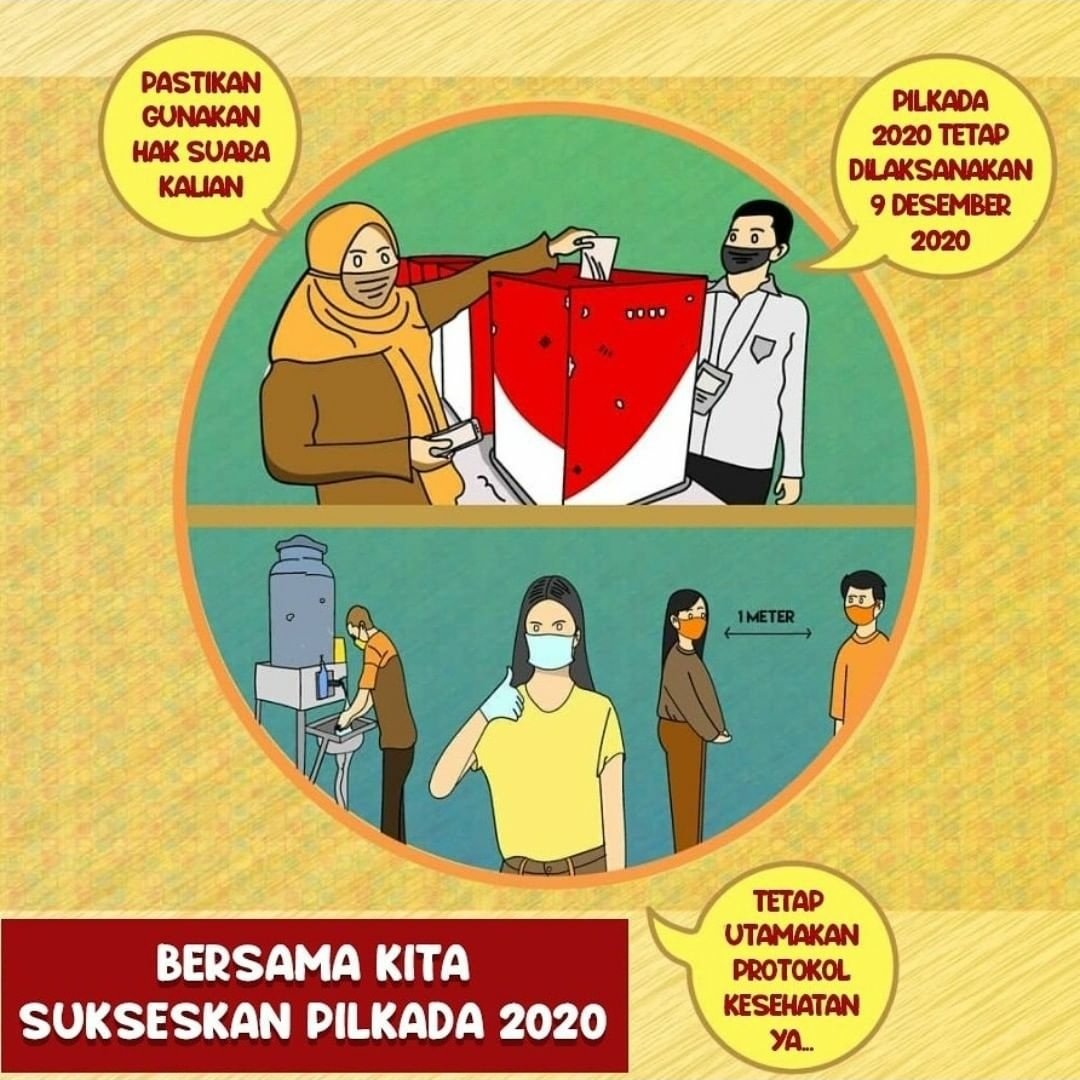 PASTIKAN
GUNAKAN
HAK SUARA
KALIAN
PILKADA
2020 TETAP
DILAKSANAKAN
9 DESEMBER
2020
1 METER
TETAP
UTAMAKAN
PROTOKOL
KESEHATAN
YA...
BERSAMA KITA
SUKSESKAN PILKADA 2020